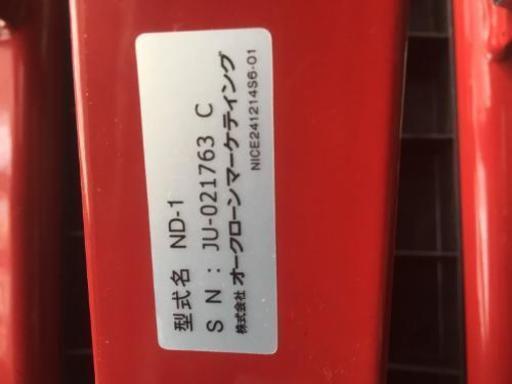 型式名 ND-1
S N : JU-021763 C
株式会社 オークローンマーケティング
NICE241214S6-01